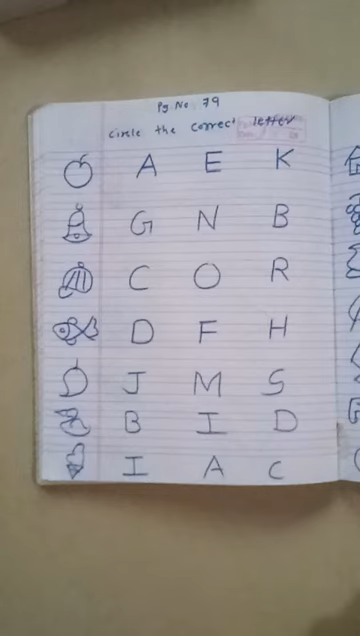 Pg No. 79
circle the correct letter
A E K
G N B
C O R
D F H
J M S
B I D
I A C